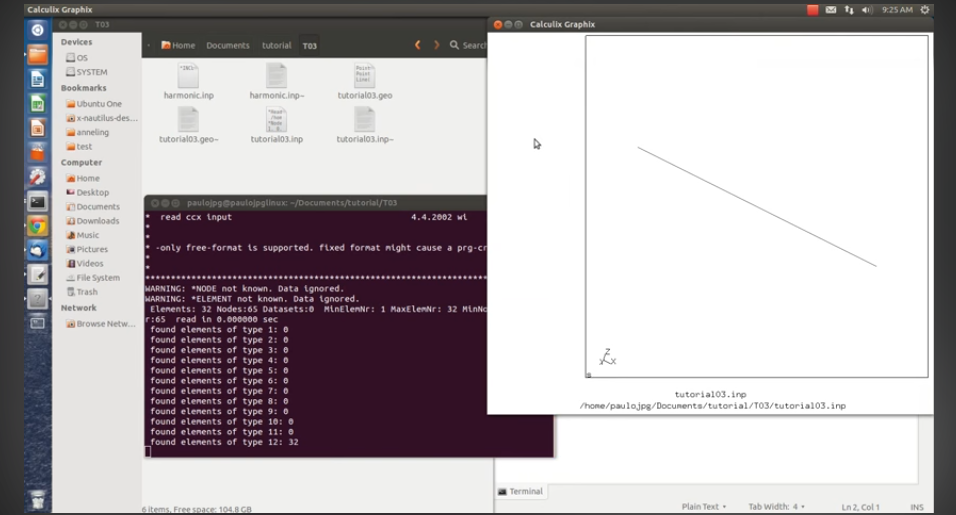 Calculix Graphix
9:25 AM
T03
Calculix Graphix
Devices
OS
SYSTEM
Bookmarks
Ubuntu One
x-nautilus-des...
anneling
test
Computer
Home
Desktop
Documents
Downloads
Music
Pictures
Videos
File System
Trash
Network
Browse Netw...
Home Documents tutorial T03
Search
harmonic.inp harmonic.inp~ tutorial03.geo
tutorial03.geo~ tutorial03.inp tutorial03.inp~
paulojpg@paulojpglinux: ~/Documents/tutorial/T03
* read ccx input 4.4.2002 wi
*
*
* -only free-format is supported. fixed format might cause a prg-cr
*
*
WARNING: *NODE not known. Data ignored.
WARNING: *ELEMENT not known. Data ignored.
Elements: 32 Nodes:65 Datasets:0 MinElemNr: 1 MaxElemNr: 32 MinNo
r:65 read in 0.000000 sec
found elements of type 1: 0
found elements of type 2: 0
found elements of type 3: 0
found elements of type 4: 0
found elements of type 5: 0
found elements of type 6: 0
found elements of type 7: 0
found elements of type 8: 0
found elements of type 9: 0
found elements of type 10: 0
found elements of type 11: 0
found elements of type 12: 32
Z
Y X
tutorial03.inp
/home/paulojpg/Documents/tutorial/T03/tutorial03.inp
Terminal
6 items, Free space: 104.8 GB
Plain Text Tab Width: 4 Ln 2, Col 1 INS